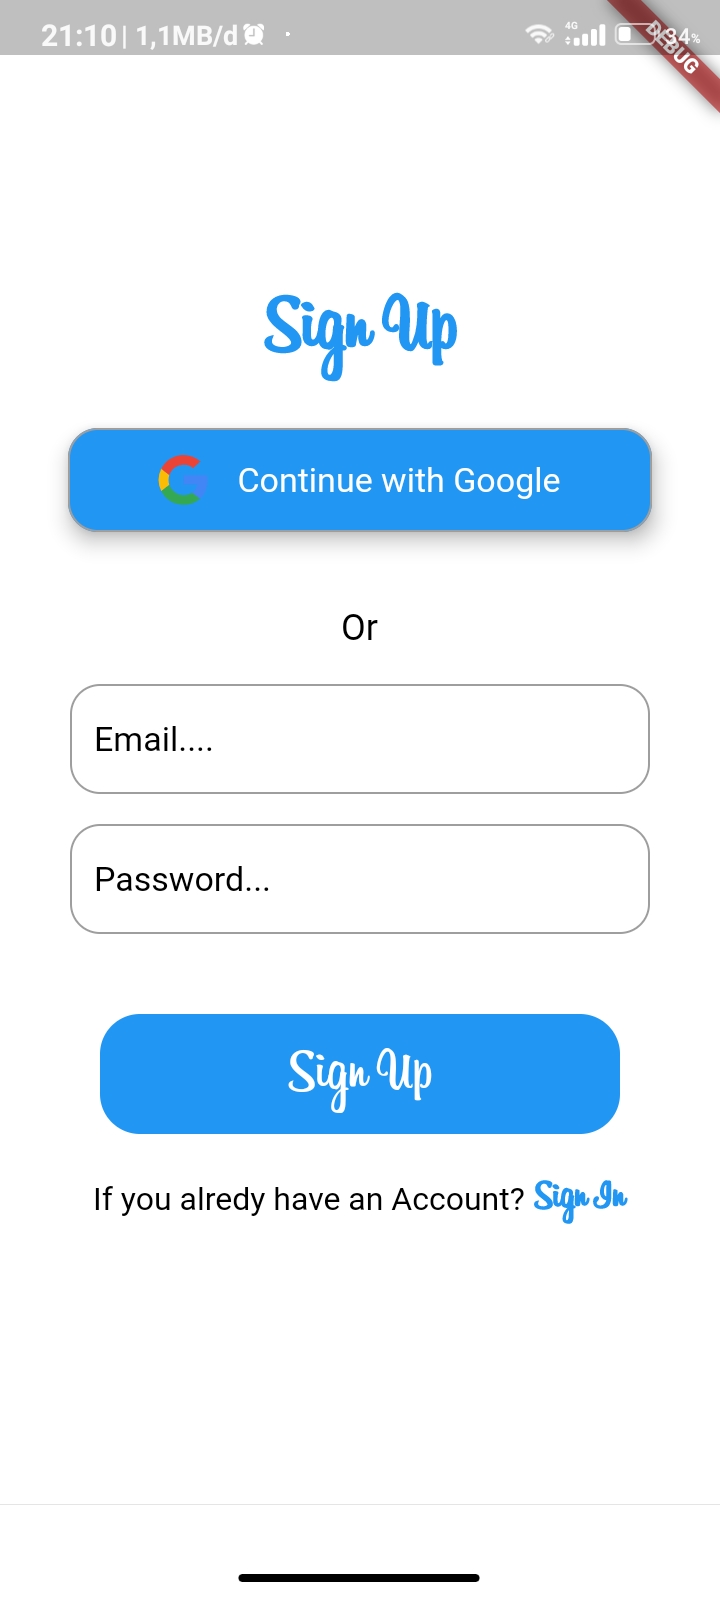 21:10 | 1,1MB/d
4G
34%
DEBUG
Sign Up
Continue with Google
Or
Email....
Password...
Sign Up
If you alredy have an Account? Sign In